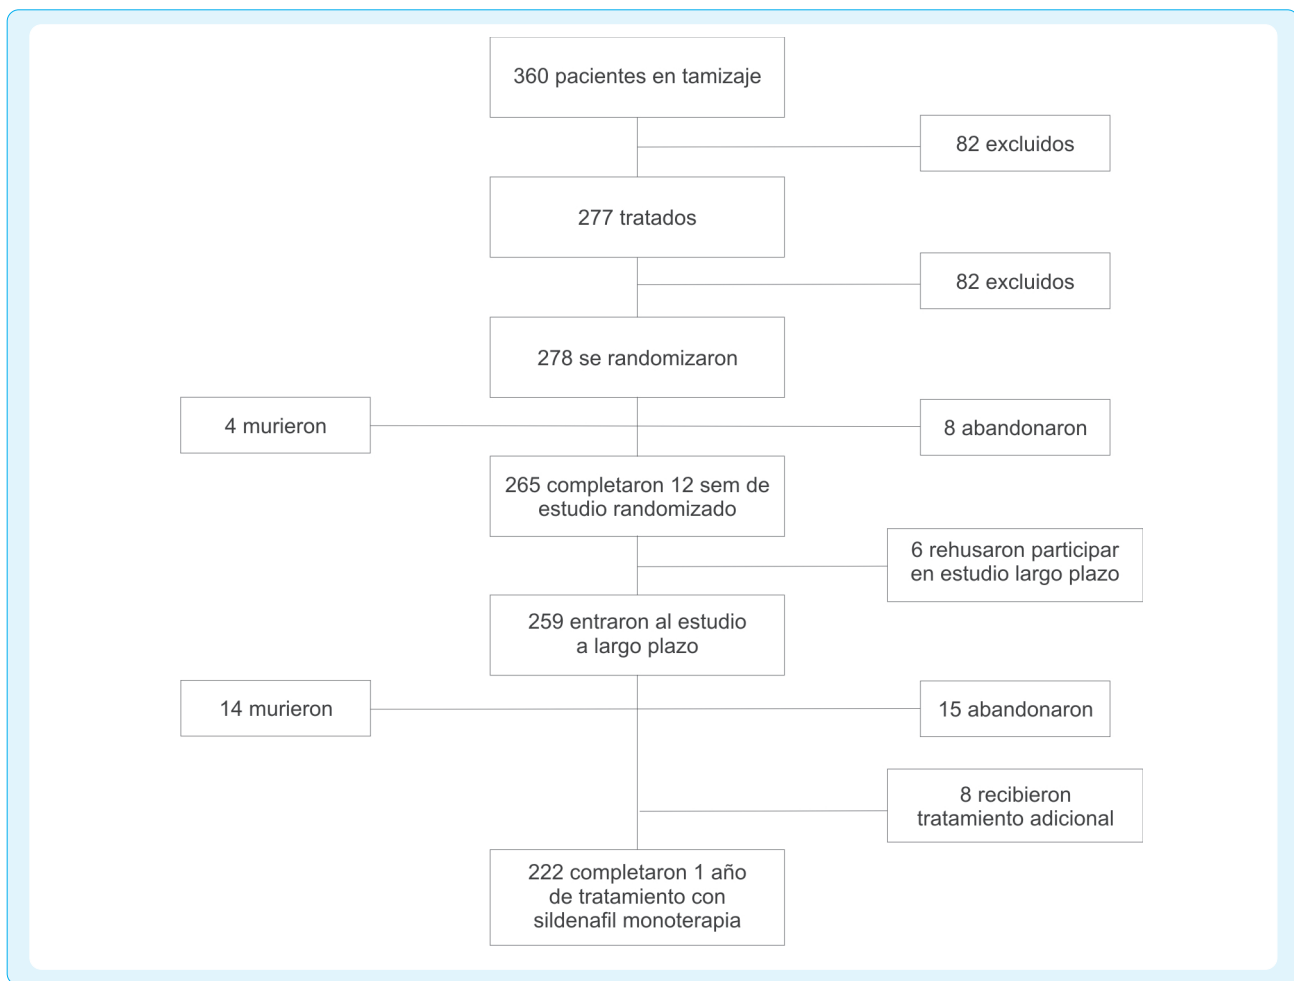 360 pacientes en tamizaje
82 excluidos
277 tratados
82 excluidos
278 se randomizaron
4 murieron
8 abandonaron
265 completaron 12 sem de
estudio randomizado
6 rehusaron participar
en estudio largo plazo
259 entraron al estudio
a largo plazo
14 murieron
15 abandonaron
8 recibieron
tratamiento adicional
222 completaron 1 año
de tratamiento con
sildenafil monoterapia